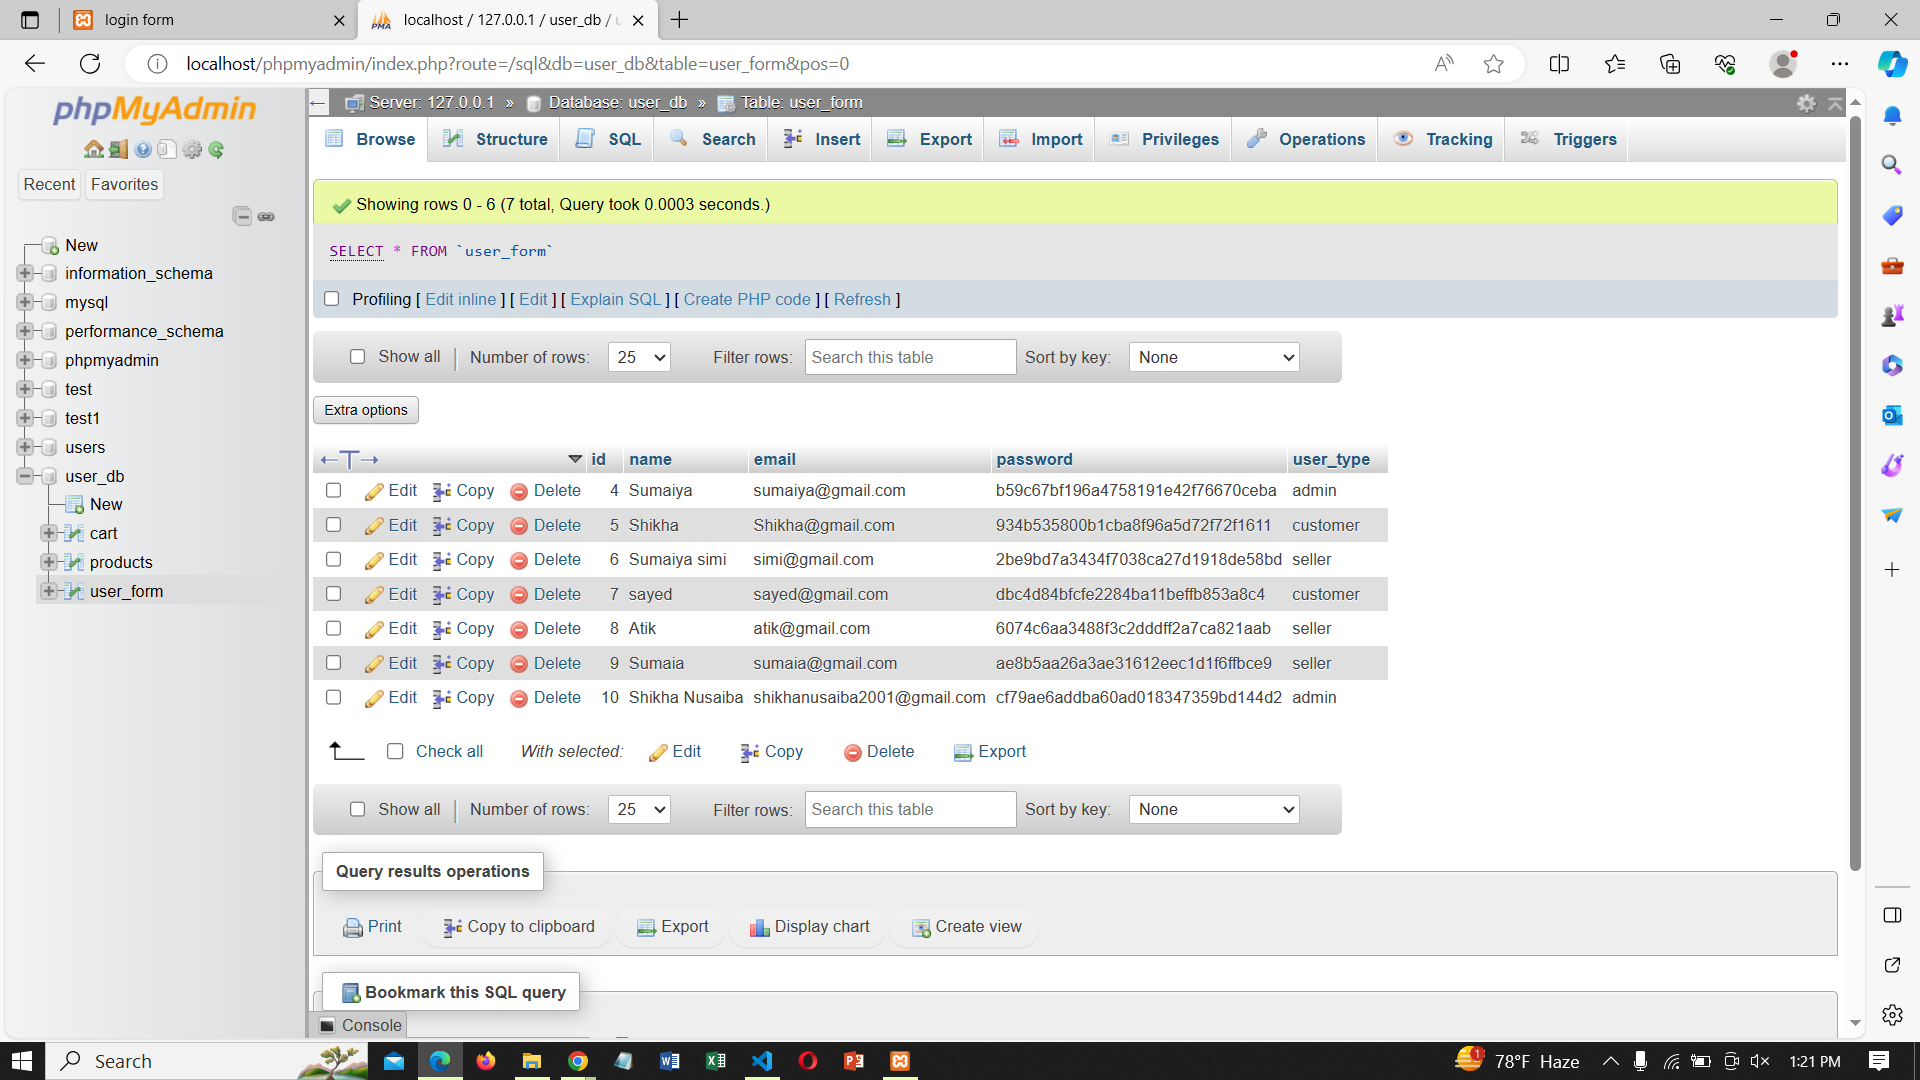 login form
localhost / 127.0.0.1 / user_db / u
localhost/phpmyadmin/index.php?route=/sql&db=user_db&table=user_form&pos=0
phpMyAdmin
Recent
Favorites
New
information_schema
mysql
performance_schema
phpmyadmin
test
test1
users
user_db
New
cart
products
user_form
Server: 127.0.0.1 » Database: user_db » Table: user_form
Browse Structure SQL Search Insert Export Import Privileges Operations Tracking Triggers
Showing rows 0 - 6 (7 total, Query took 0.0003 seconds.)
SELECT * FROM `user_form`
Profiling [ Edit inline ] [ Edit ] [ Explain SQL ] [ Create PHP code ] [ Refresh ]
Show all | Number of rows: 25 Filter rows: Search this table Sort by key: None
Extra options
id name email password user_type
Edit Copy Delete 4 Sumaiya sumaiya@gmail.com b59c67bf196a4758191e42f76670ceba admin
Edit Copy Delete 5 Shikha Shikha@gmail.com 934b535800b1cba8f96a5d72f72f1611 customer
Edit Copy Delete 6 Sumaiya simi simi@gmail.com 2be9bd7a3434f7038ca27d1918de58bd seller
Edit Copy Delete 7 sayed sayed@gmail.com dbc4d84bfcfe2284ba11beffb853a8c4 customer
Edit Copy Delete 8 Atik atik@gmail.com 6074c6aa3488f3c2dddff2a7ca821aab seller
Edit Copy Delete 9 Sumaia sumaia@gmail.com ae8b5aa26a3ae31612eec1d1f6ffbce9 seller
Edit Copy Delete 10 Shikha Nusaiba shikhanusaiba2001@gmail.com cf79ae6addba60ad018347359bd144d2 admin
Check all With selected: Edit Copy Delete Export
Show all | Number of rows: 25 Filter rows: Search this table Sort by key: None
Query results operations
Print Copy to clipboard Export Display chart Create view
Bookmark this SQL query
Console
Search
1
78°F Haze
1:21 PM